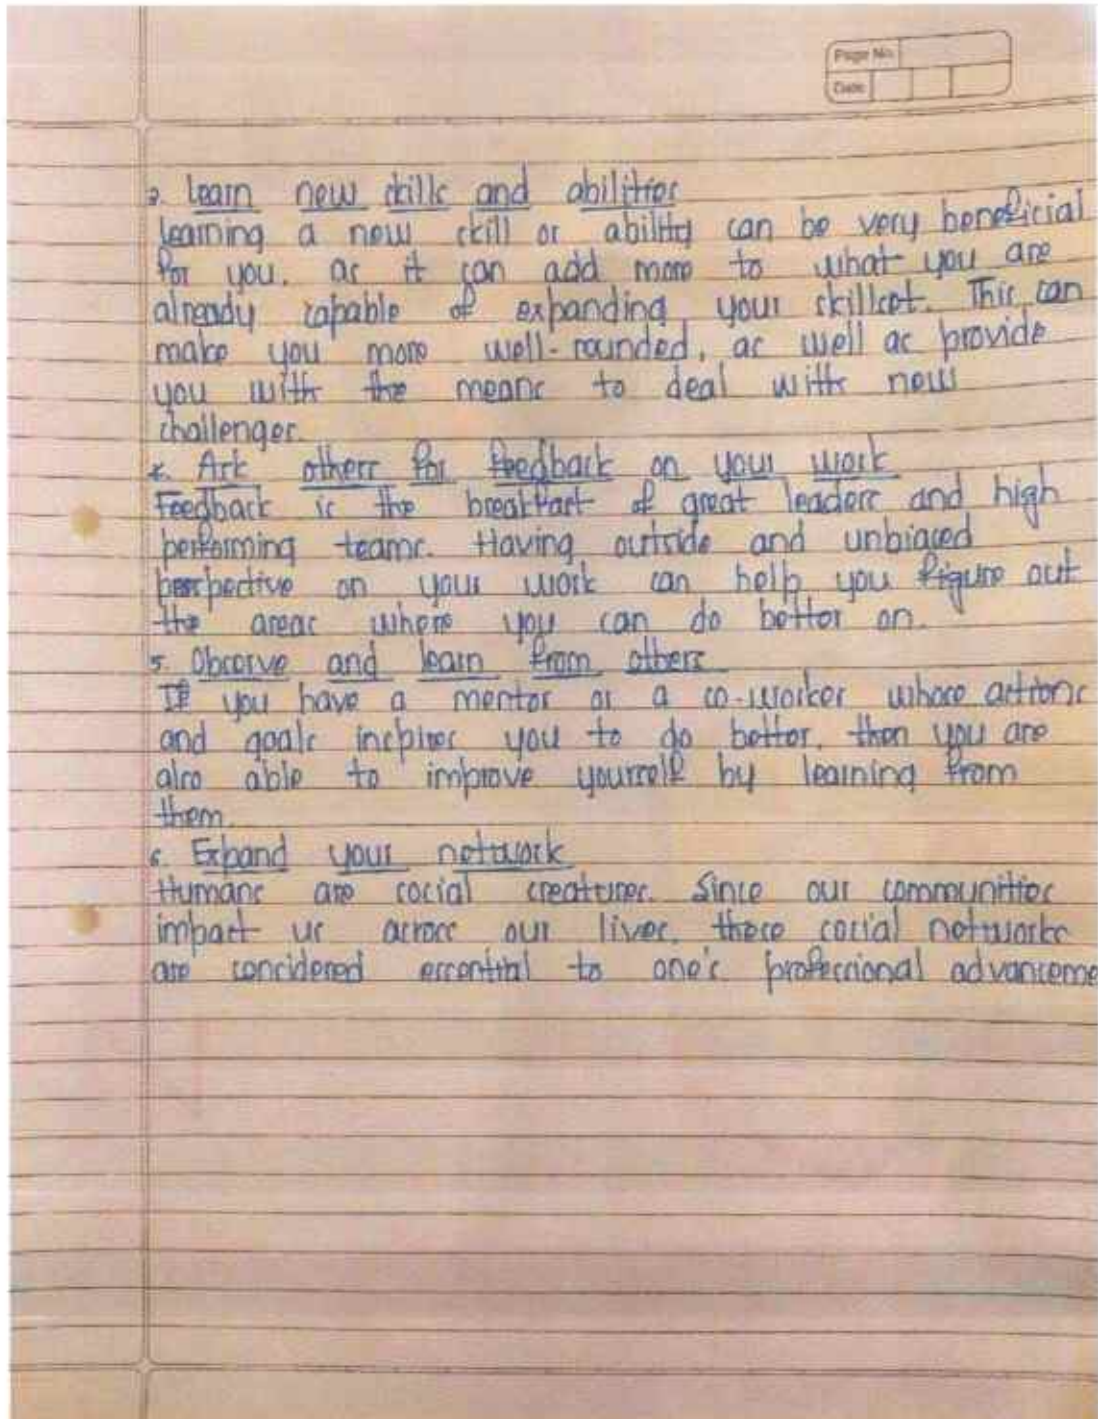 Page No.
Date
3. Learn new skills and abilities
Learning a new skill or ability can be very beneficial
for you, as it can add more to what you are
already capable of expanding your skillset. This can
make you more well-rounded, as well as provide
you with the means to deal with new
challenges.
4. Ask others for feedback on your work
Feedback is the breakfast of great leaders and high
performing teams. Having outside and unbiased
perspective on your work can help you figure out
the areas where you can do better on.
5. Observe and learn from others
If you have a mentor or a co-worker whose actions
and goals inspires you to do better, then you are
also able to improve yourself by learning from
them.
6. Expand your network
Humans are social creatures. Since our communities
impact us across our lives, these social networks
are considered essential to one's professional advanceme